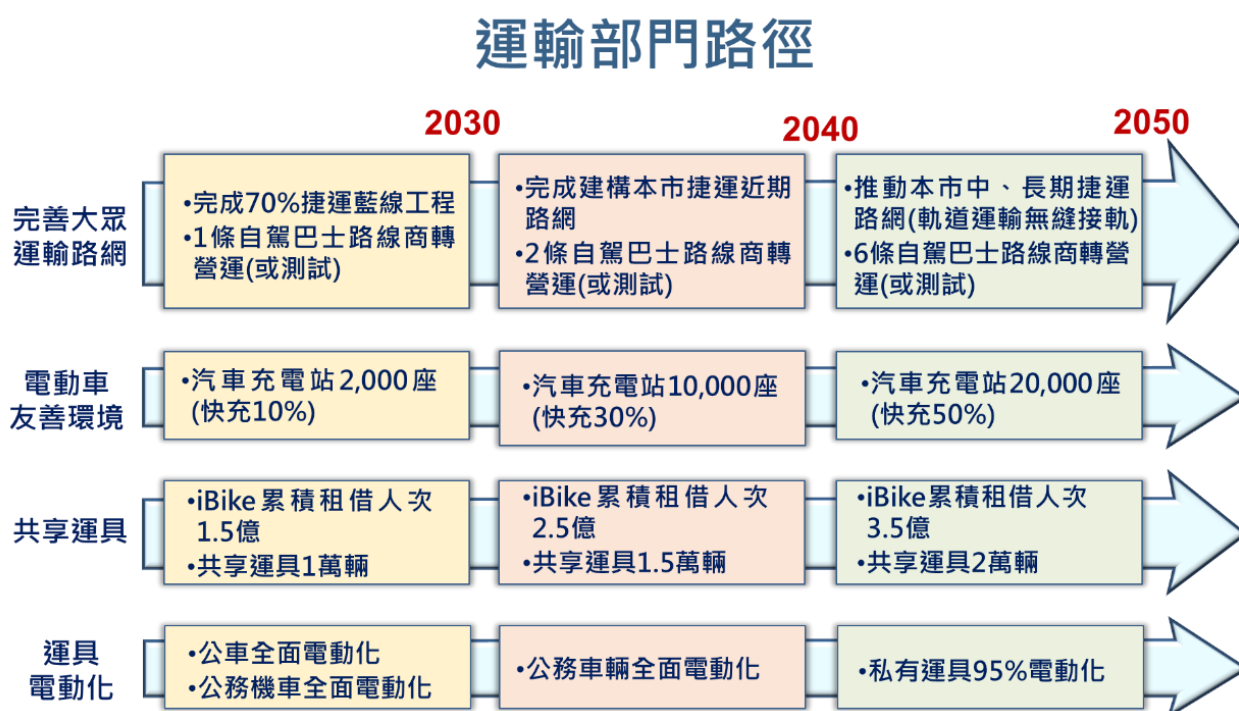 運輸部門路徑
2030
2040
2050
完善大眾
運輸路網
•完成70%捷運藍線工程
•1條自駕巴士路線商轉
營運(或測試)
•完成建構本市捷運近期
路網
•2條自駕巴士路線商轉
營運(或測試)
•推動本市中、長期捷運
路網(軌道運輸無縫接軌)
•6條自駕巴士路線商轉營
運(或測試)
電動車
友善環境
•汽車充電站2,000座
(快充10%)
•汽車充電站10,000座
(快充30%)
•汽車充電站20,000座
(快充50%)
共享運具
•iBike累積租借人次
1.5億
•共享運具1萬輛
•iBike累積租借人次
2.5億
•共享運具1.5萬輛
•iBike累積租借人次
3.5億
•共享運具2萬輛
運具
電動化
•公車全面電動化
•公務機車全面電動化
•公務車輛全面電動化
•私有運具95%電動化